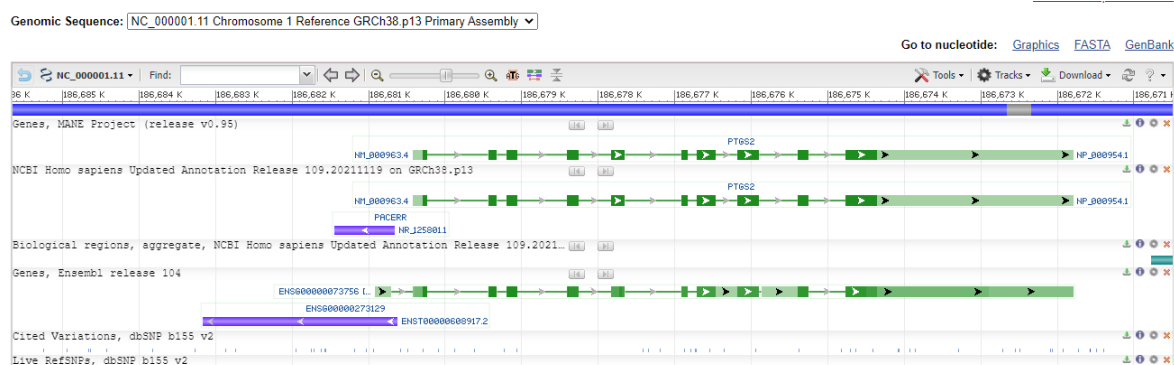 Genomic Sequence: NC_000001.11 Chromosome 1 Reference GRCh38.p13 Primary Assembly
Go to nucleotide: Graphics FASTA GenBank
NC_000001.11 Find: Tools Tracks Download ?
86 K 186,685 K 186,684 K 186,683 K 186,682 K 186,681 K 186,680 K 186,679 K 186,678 K 186,677 K 186,676 K 186,675 K 186,674 K 186,673 K 186,672 K 186,671 K
Genes, MANE Project (release v0.95)
PTGS2
NM_000963.4 NP_000954.1
NCBI Homo sapiens Updated Annotation Release 109.20211119 on GRCh38.p13
PTGS2
NM_000963.4 NP_000954.1
PACERR
NR_125801.1
Biological regions, aggregate, NCBI Homo sapiens Updated Annotation Release 109.2021…
Genes, Ensembl release 104
ENSG00000073756 […
ENSG00000273129
ENST00000608917.2
Cited Variations, dbSNP b155 v2
Live RefSNPs, dbSNP b155 v2